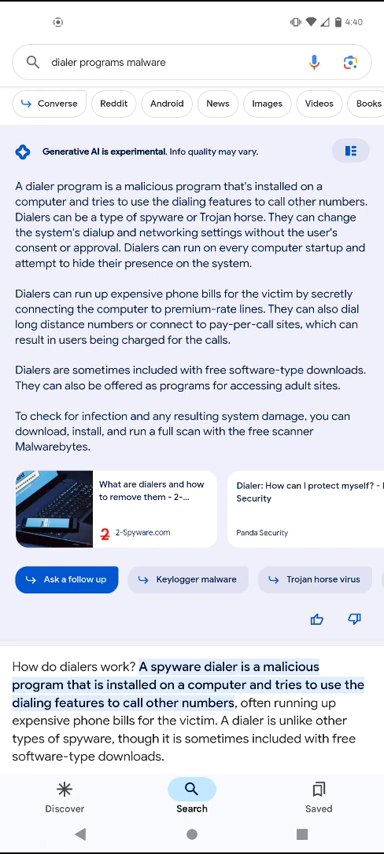 4:40
dialer programs malware
Converse
Reddit
Android
News
Images
Videos
Books
Generative AI is experimental. Info quality may vary.
A dialer program is a malicious program that's installed on a
computer and tries to use the dialing features to call other numbers.
Dialers can be a type of spyware or Trojan horse. They can change
the system's dialup and networking settings without the user's
consent or approval. Dialers can run on every computer startup and
attempt to hide their presence on the system.
Dialers can run up expensive phone bills for the victim by secretly
connecting the computer to premium-rate lines. They can also dial
long distance numbers or connect to pay-per-call sites, which can
result in users being charged for the calls.
Dialers are sometimes included with free software-type downloads.
They can also be offered as programs for accessing adult sites.
To check for infection and any resulting system damage, you can
download, install, and run a full scan with the free scanner
Malwarebytes.
What are dialers and how
to remove them - 2-...
2 2-Spyware.com
Dialer: How can I protect myself? -
Security
Panda Security
Ask a follow up
Keylogger malware
Trojan horse virus
How do dialers work? A spyware dialer is a malicious
program that is installed on a computer and tries to use the
dialing features to call other numbers, often running up
expensive phone bills for the victim. A dialer is unlike other
types of spyware, though it is sometimes included with free
software-type downloads.
Discover
Search
Saved